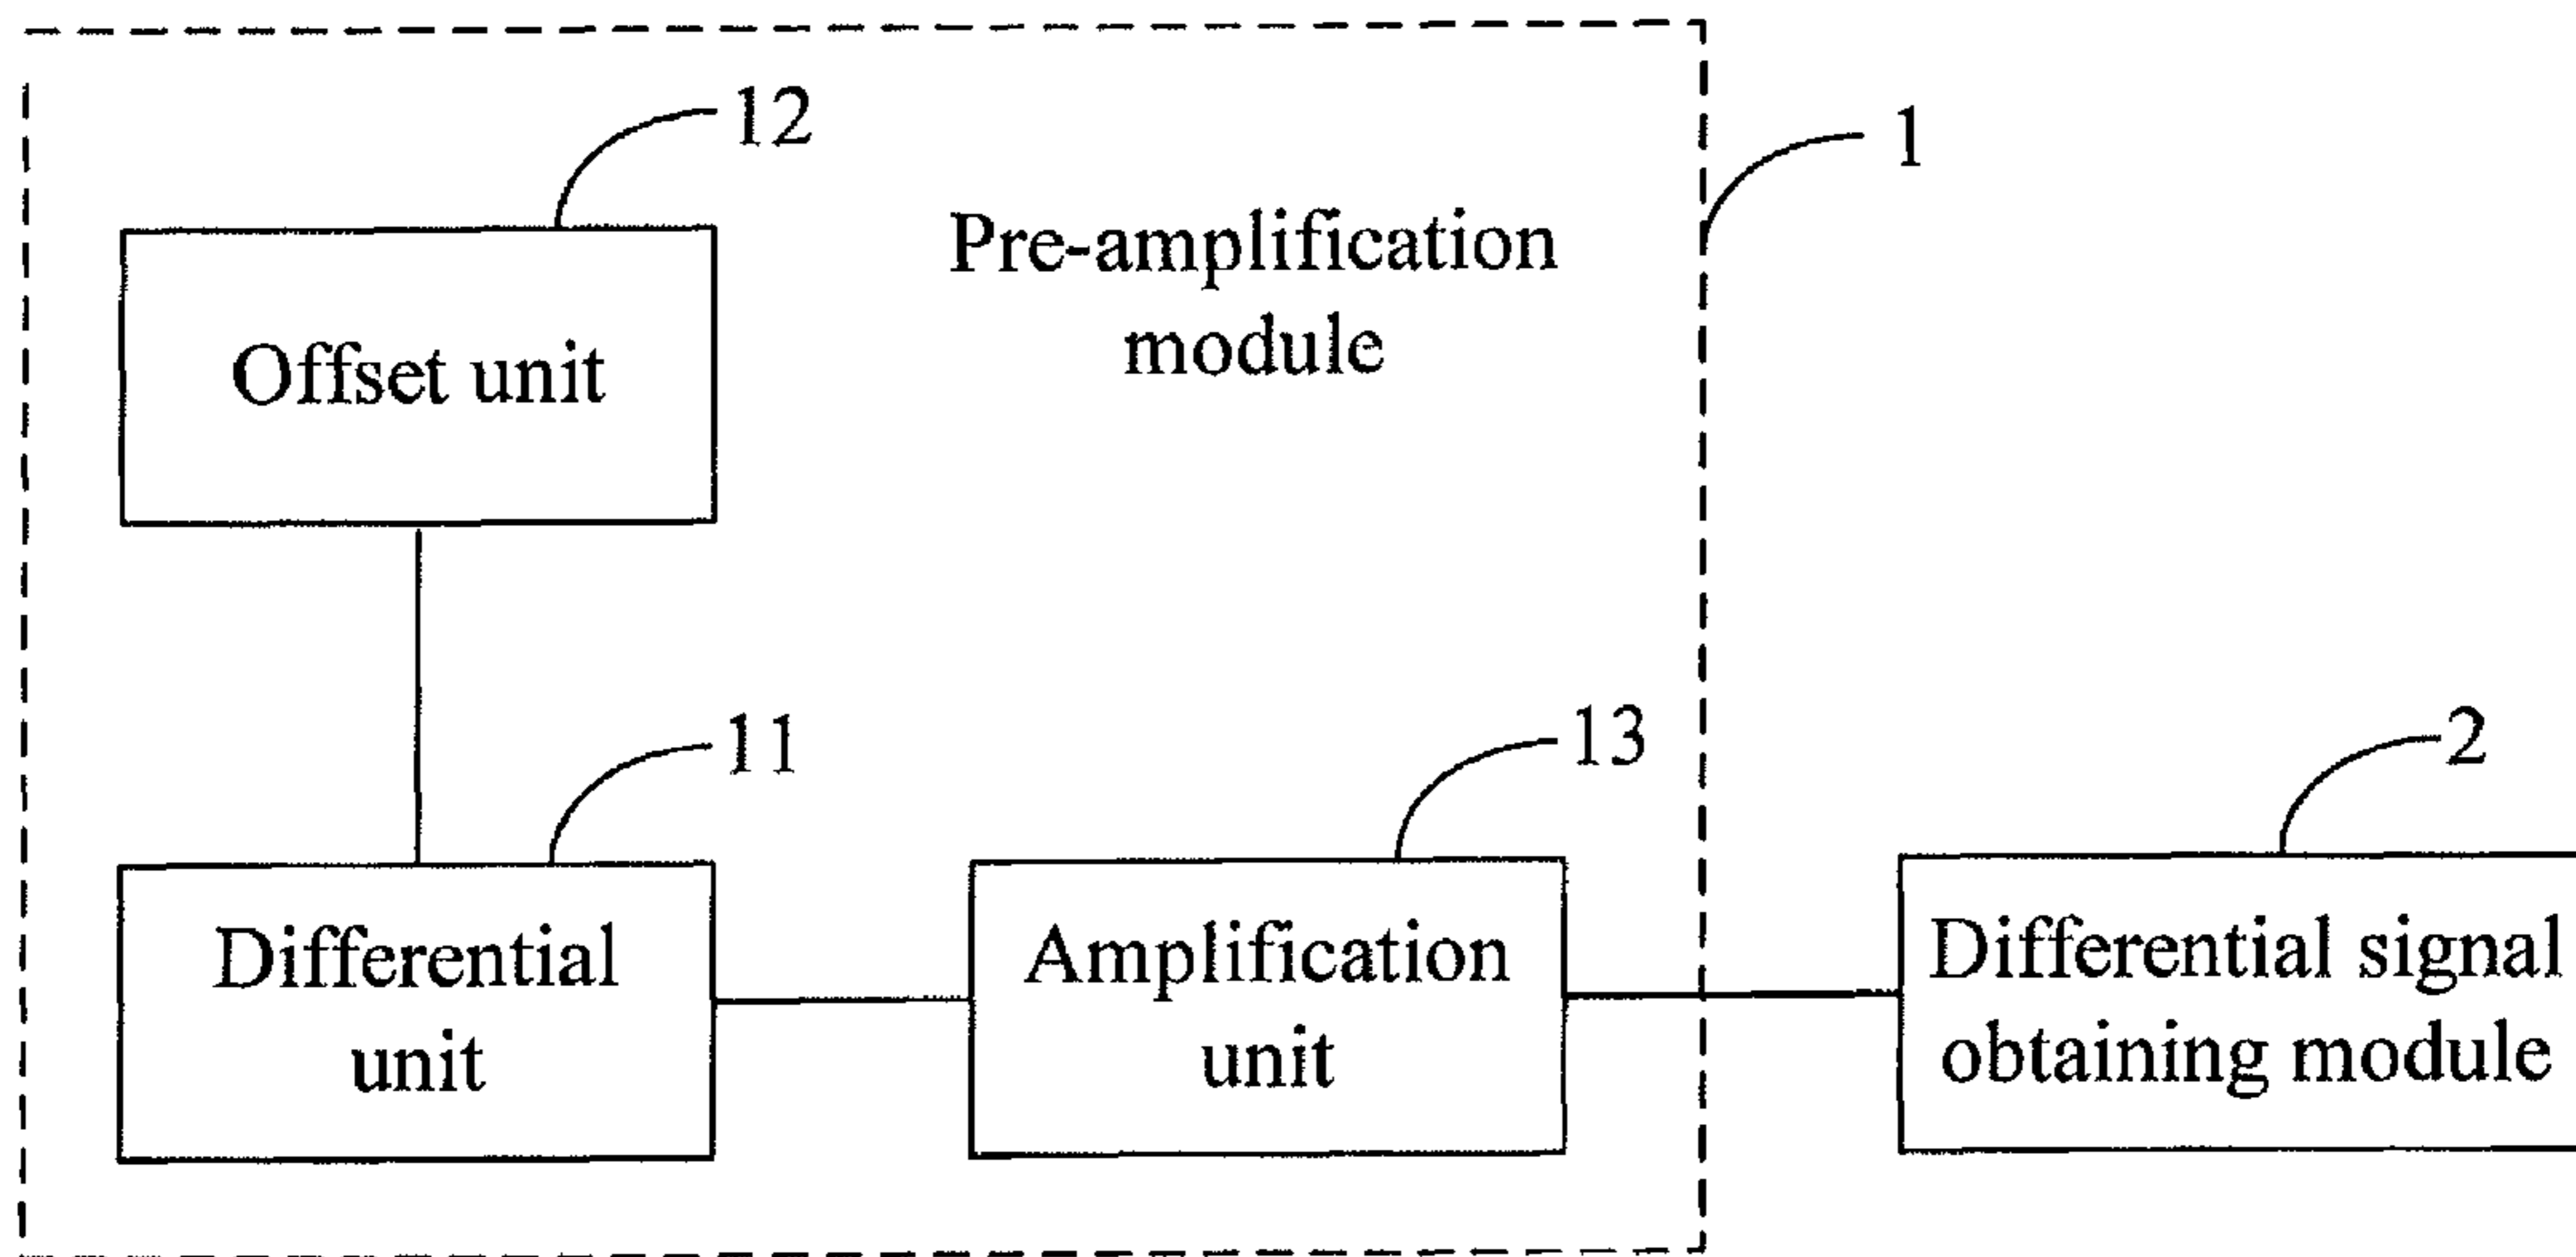 12
1
Pre-amplification
module
Offset unit
11
13
2
Differential
unit
Amplification
unit
Differential signal
obtaining module